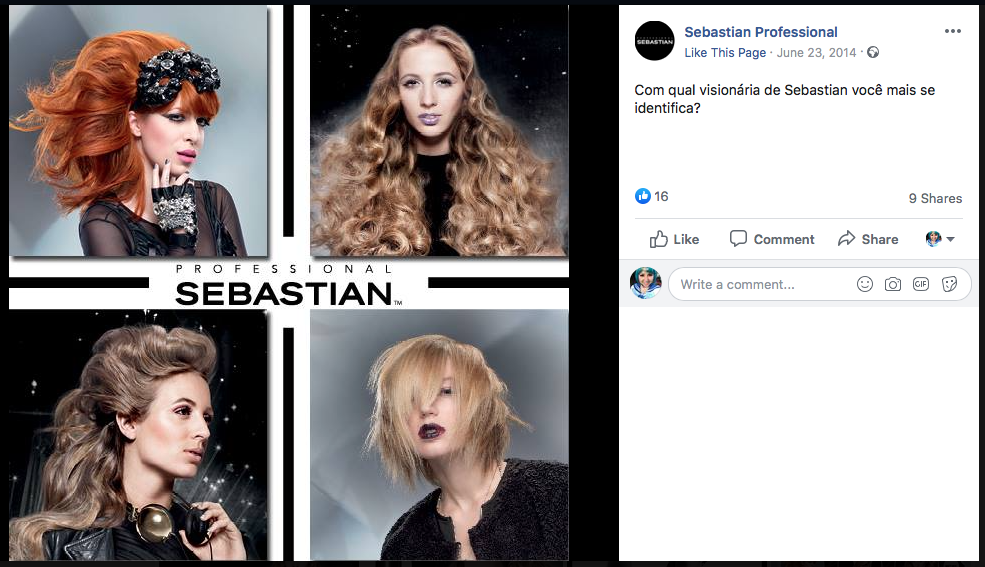 PROFESSIONAL
SEBASTIAN™
SEBASTIAN
Sebastian Professional
Like This Page · June 23, 2014 ·
Com qual visionária de Sebastian você mais se
identifica?
16
9 Shares
Like Comment Share
Write a comment...
GIF